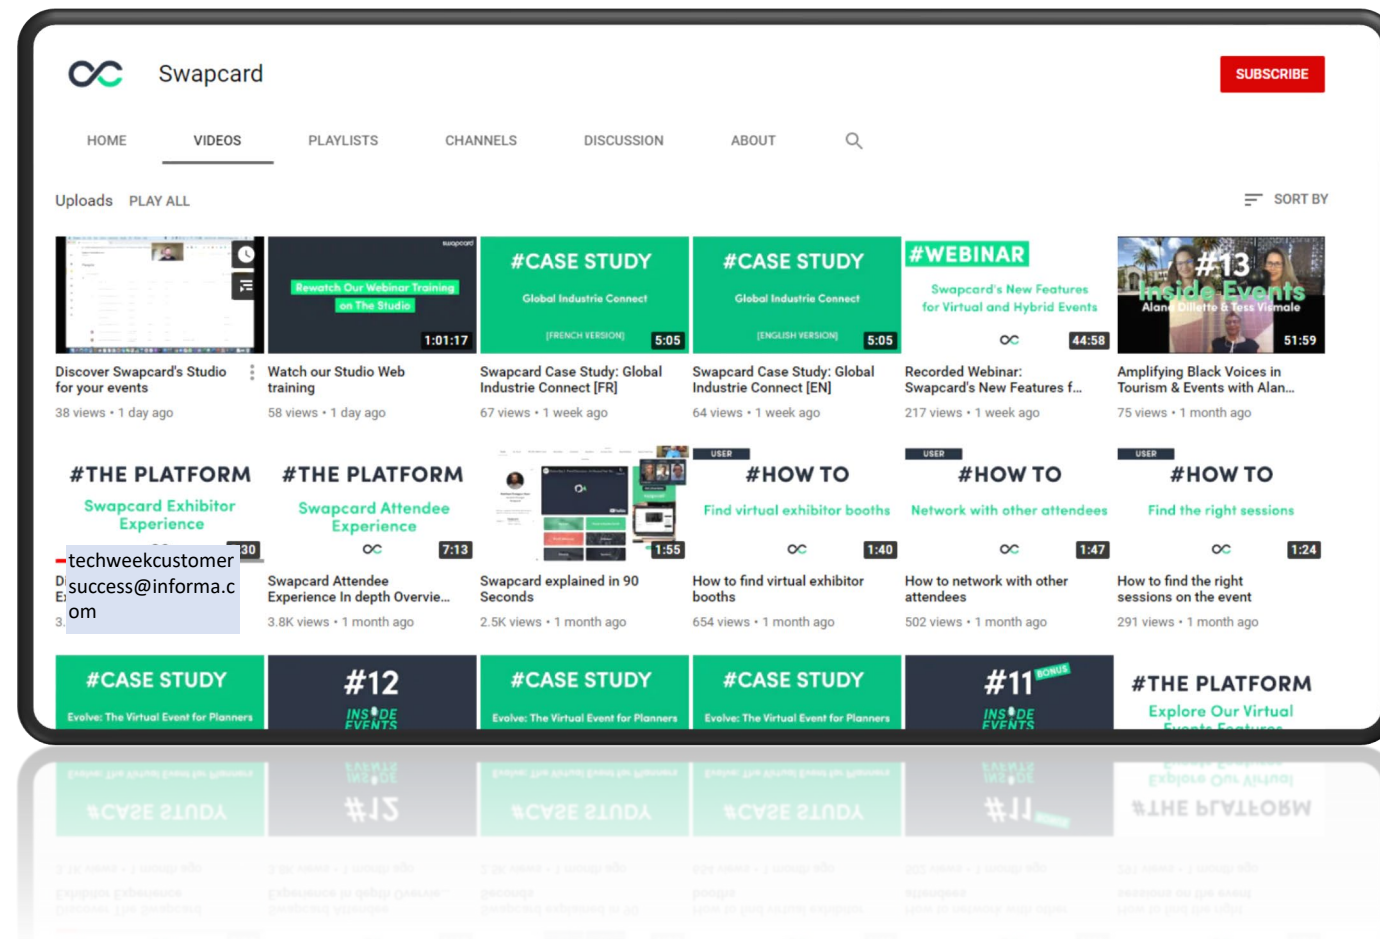 Swapcard
SUBSCRIBE
HOME VIDEOS PLAYLISTS CHANNELS DISCUSSION ABOUT
Uploads PLAY ALL
SORT BY
swapcard
Rewatch Our Webinar Training
on The Studio
1:01:17
#CASE STUDY
Global Industrie Connect
[FRENCH VERSION]
5:05
#CASE STUDY
Global Industrie Connect
[ENGLISH VERSION]
5:05
#WEBINAR
Swapcard's New Features
for Virtual and Hybrid Events
44:58
#13
Inside Events
Alane Dillette & Tess Vismale
51:59
Discover Swapcard's Studio
for your events
38 views • 1 day ago
Watch our Studio Web
training
58 views • 1 day ago
Swapcard Case Study: Global
Industrie Connect [FR]
67 views • 1 week ago
Swapcard Case Study: Global
Industrie Connect [EN]
64 views • 1 week ago
Recorded Webinar:
Swapcard's New Features f...
217 views • 1 week ago
Amplifying Black Voices in
Tourism & Events with Alan...
75 views • 1 month ago
#THE PLATFORM
Swapcard Exhibitor
Experience
:30
techweekcustomer
success@informa.c
om
#THE PLATFORM
Swapcard Attendee
Experience
7:13
Swapcard Attendee
Experience In depth Overvie...
3.8K views • 1 month ago
1:55
Swapcard explained in 90
Seconds
2.5K views • 1 month ago
USER
#HOW TO
Find virtual exhibitor booths
1:40
How to find virtual exhibitor
booths
654 views • 1 month ago
USER
#HOW TO
Network with other attendees
1:47
How to network with other
attendees
502 views • 1 month ago
USER
#HOW TO
Find the right sessions
1:24
How to find the right
sessions on the event
291 views • 1 month ago
#CASE STUDY
Evolve: The Virtual Event for Planners
#12
INSIDE
EVENTS
#CASE STUDY
Evolve: The Virtual Event for Planners
#CASE STUDY
Evolve: The Virtual Event for Planners
#11 BONUS
INSIDE
EVENTS
#THE PLATFORM
Explore Our Virtual
Events Features